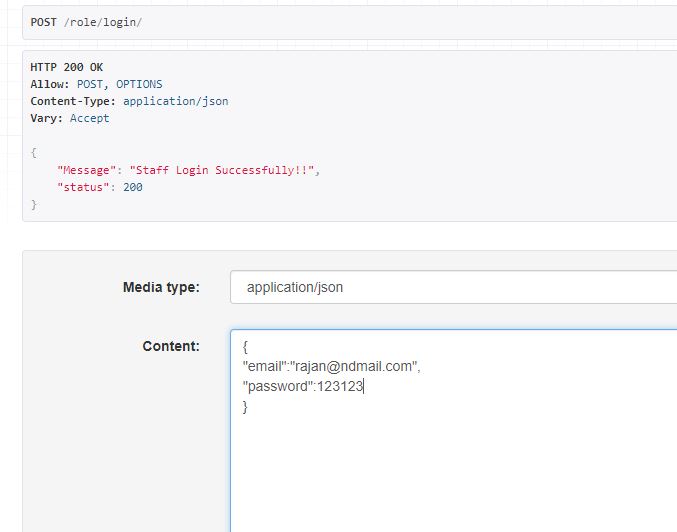 POST /role/login/
HTTP 200 OK
Allow: POST, OPTIONS
Content-Type: application/json
Vary: Accept
{
"Message": "Staff Login Successfully!!",
"status": 200
}
Media type: application/json
Content: {
"email":"rajan@ndmail.com",
"password":123123
}